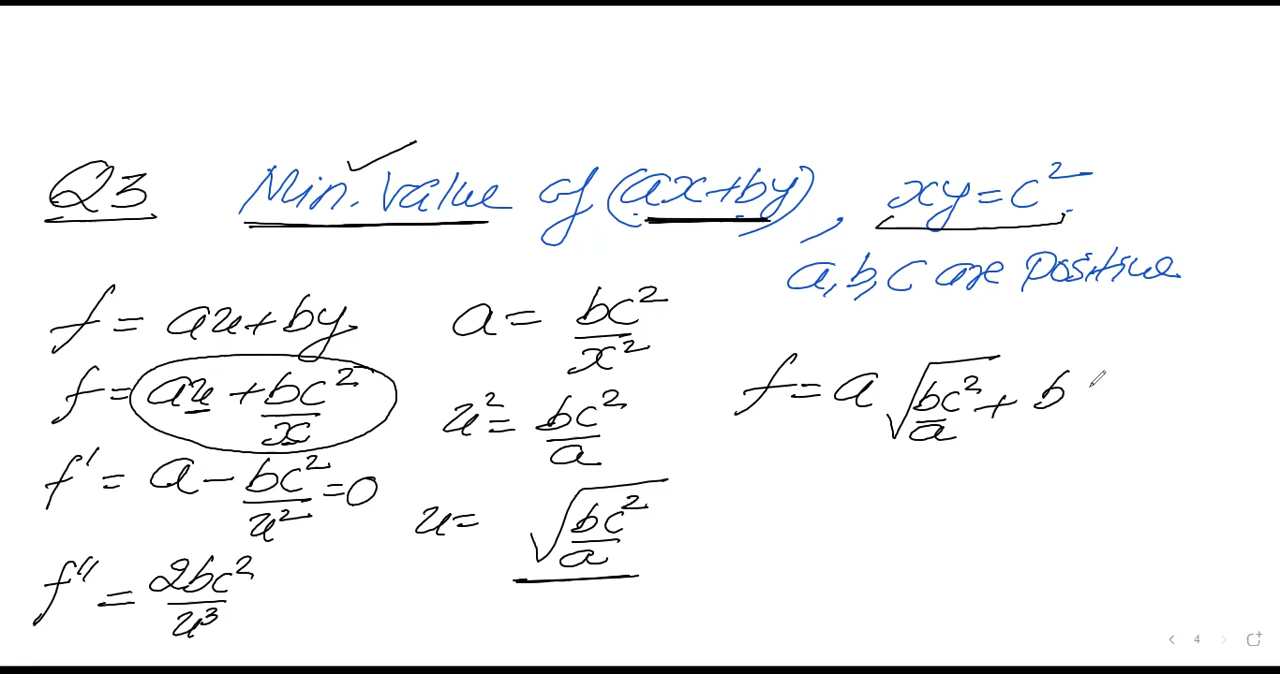 Q3 Min. Value of (ax+by), xy=c²
a,b,c are positive
f = ax+by
f = ax + bc²/x
f' = a - bc²/x² = 0
f'' = 2bc²/x³
a = bc²/x²
x² = bc²/a
x = √(bc²/a)
f = a √(bc²/a) + b
4